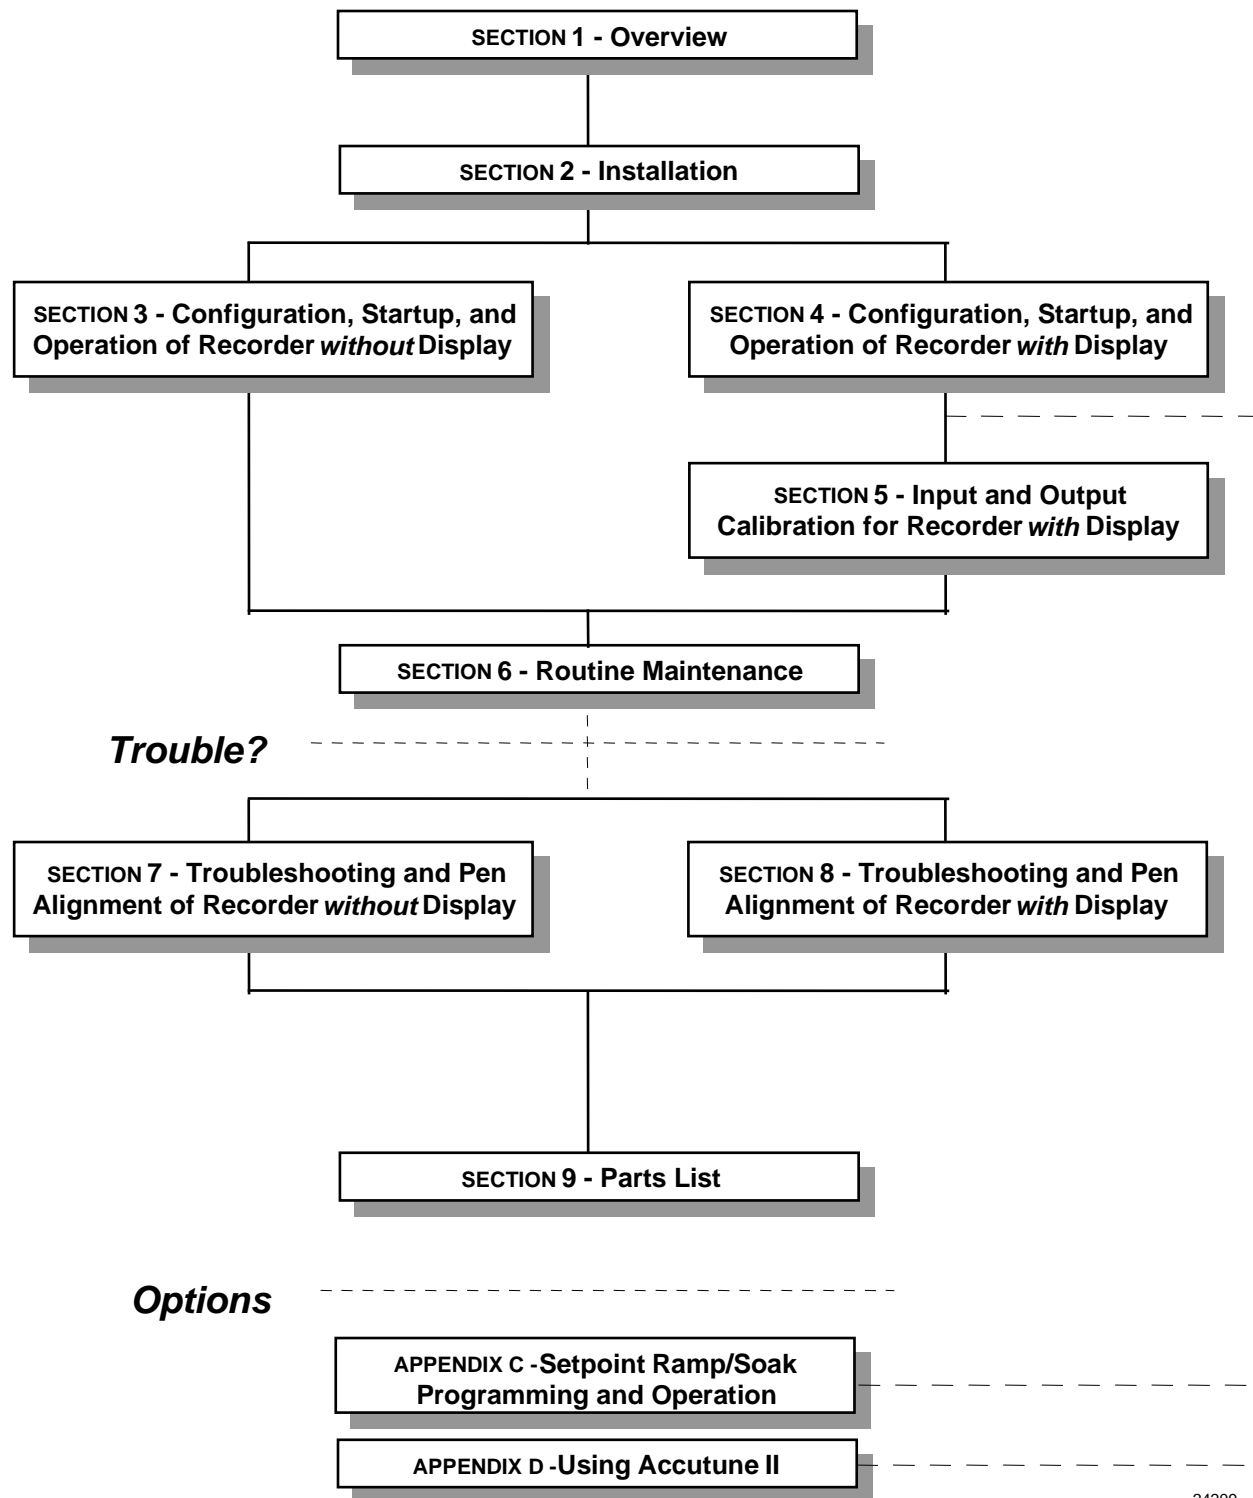 SECTION 1 - Overview
SECTION 2 - Installation
SECTION 3 - Configuration, Startup, and
Operation of Recorder without Display
SECTION 4 - Configuration, Startup, and
Operation of Recorder with Display
SECTION 5 - Input and Output
Calibration for Recorder with Display
SECTION 6 - Routine Maintenance
Trouble?
SECTION 7 - Troubleshooting and Pen
Alignment of Recorder without Display
SECTION 8 - Troubleshooting and Pen
Alignment of Recorder with Display
SECTION 9 - Parts List
Options
APPENDIX C -Setpoint Ramp/Soak
Programming and Operation
APPENDIX D -Using Accutune II